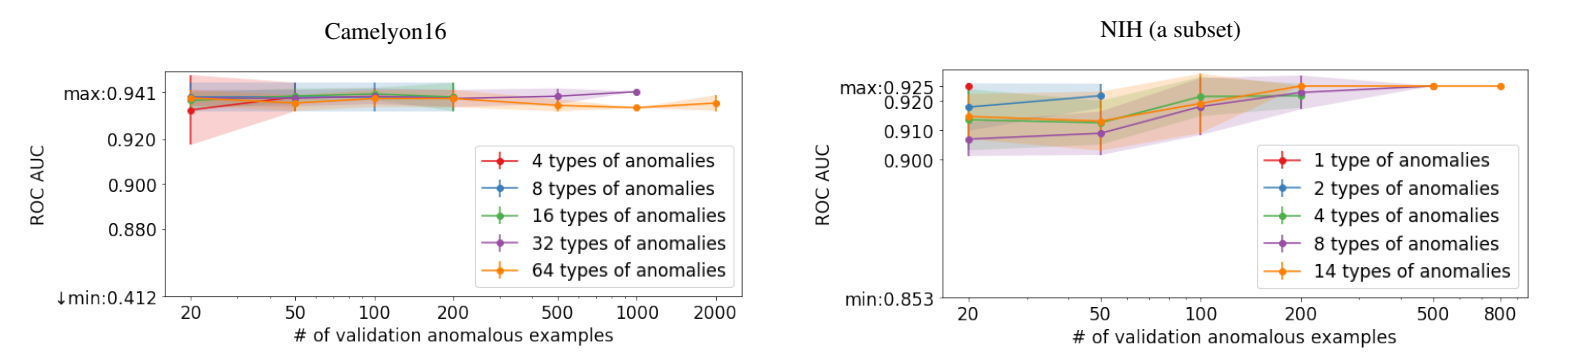 Camelyon16
ROC AUC
max:0.941
0.920
0.900
0.880
↓min:0.412
4 types of anomalies
8 types of anomalies
16 types of anomalies
32 types of anomalies
64 types of anomalies
20 50 100 200 500 1000 2000
# of validation anomalous examples
NIH (a subset)
ROC AUC
max:0.925
0.920
0.910
0.900
min:0.853
1 type of anomalies
2 types of anomalies
4 types of anomalies
8 types of anomalies
14 types of anomalies
20 50 100 200 500 800
# of validation anomalous examples